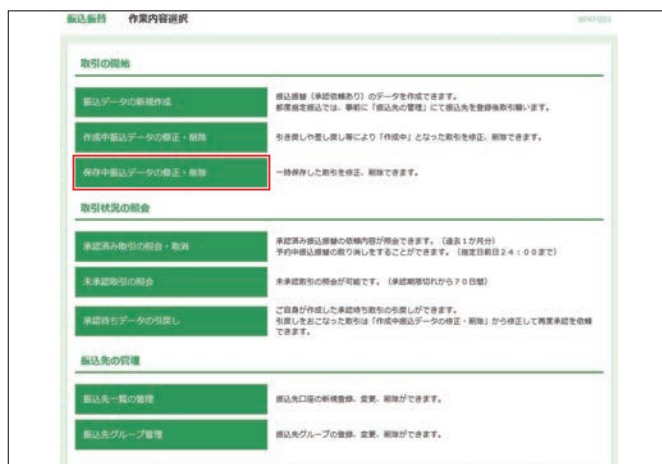 振込振替 作業内容選択
取引の開始
振込データの新規作成
振込振替（承認依頼あり）のデータを作成できます。
都度指定振込では、事前に「振込先の管理」にて振込先を登録後取引願います。
作成中振込データの修正・削除
引き戻しや差し戻し等により「作成中」となった取引を修正、削除できます。
保存中振込データの修正・削除
一時保存した取引を修正、削除できます。
取引状況の照会
承認済み取引の照会・取消
承認済み振込振替の依頼内容が照会できます。（過去１か月分）
予約中振込振替の取り消しをすることができます。（指定日前日２４：００まで）
未承認取引の照会
未承認取引の照会が可能です。（承認期限切れから７０日間）
承認待ちデータの引戻し
ご自身が作成した承認待ち取引の引戻しができます。
引戻しをおこなった取引は「作成中振込データの修正・削除」から修正して再度承認を依頼
できます。
振込先の管理
振込先一覧の管理
振込先口座の新規登録、変更、削除ができます。
振込先グループ管理
振込先グループの登録、変更、削除ができます。